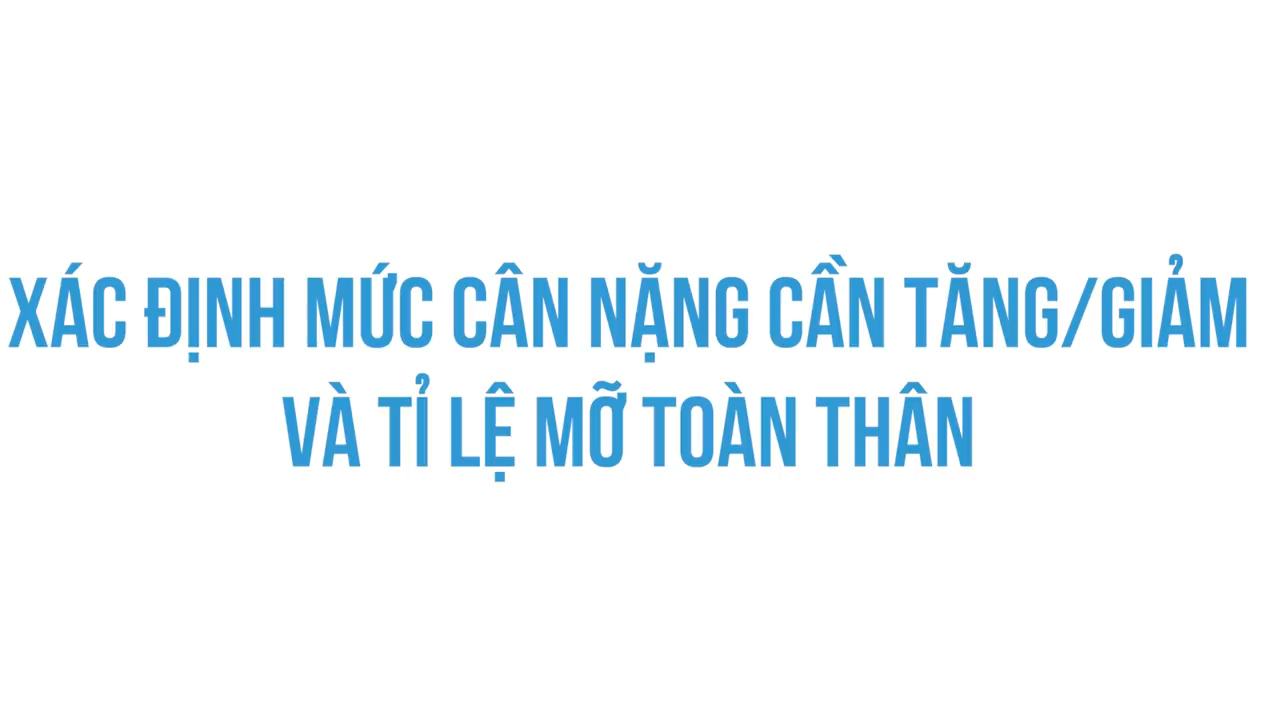 XÁC ĐỊNH MỨC CÂN NẶNG CẦN TĂNG/GIẢM
VÀ TỈ LỆ MỠ TOÀN THÂN